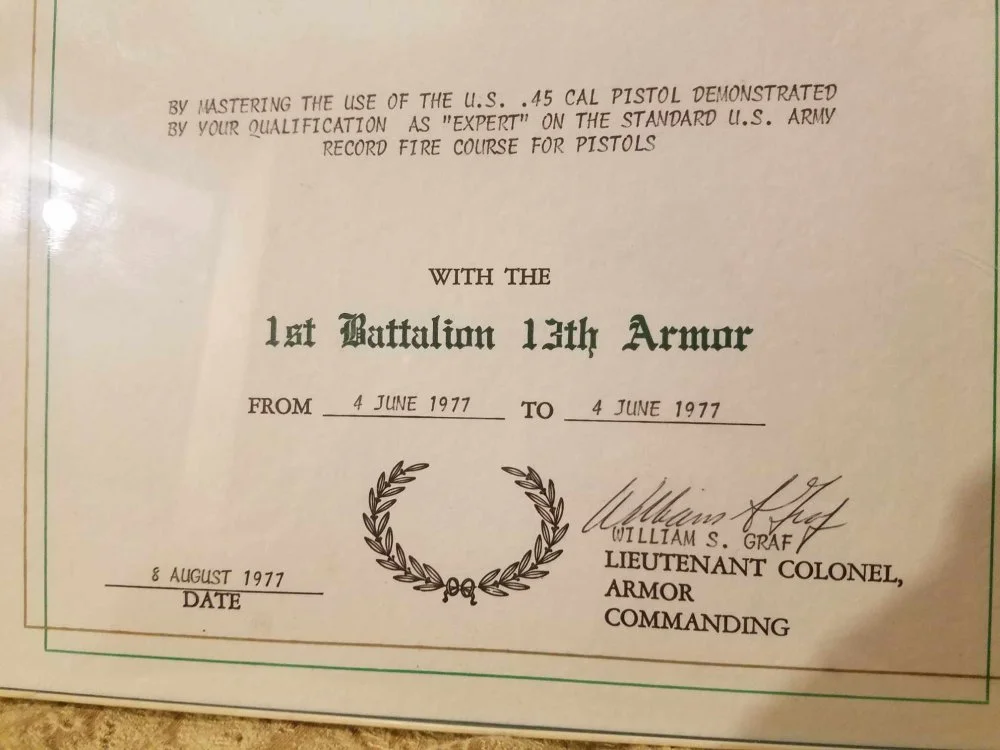 BY MASTERING THE USE OF THE U.S. .45 CAL PISTOL DEMONSTRATED
BY YOUR QUALIFICATION AS "EXPERT" ON THE STANDARD U.S. ARMY
RECORD FIRE COURSE FOR PISTOLS
WITH THE
1st Battalion 13th Armor
FROM 4 JUNE 1977 TO 4 JUNE 1977
William S. Graf
WILLIAM S. GRAF
LIEUTENANT COLONEL,
ARMOR
COMMANDING
8 AUGUST 1977
DATE